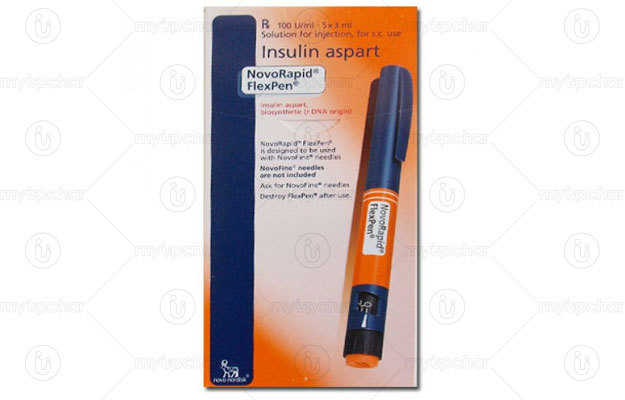 ℞ 100 U/ml - 5 x 3 ml
Solution for injection, for s.c. use
Insulin aspart
NovoRapid®
FlexPen®
Insulin aspart,
biosynthetic (r DNA origin)
NovoRapid® FlexPen®
is designed to be used
with NovoFine® needles
NovoFine® needles
are not included
Ask for NovoFine® needles
Destroy FlexPen® after use.
NovoRapid®
FlexPen®
novo nordisk®